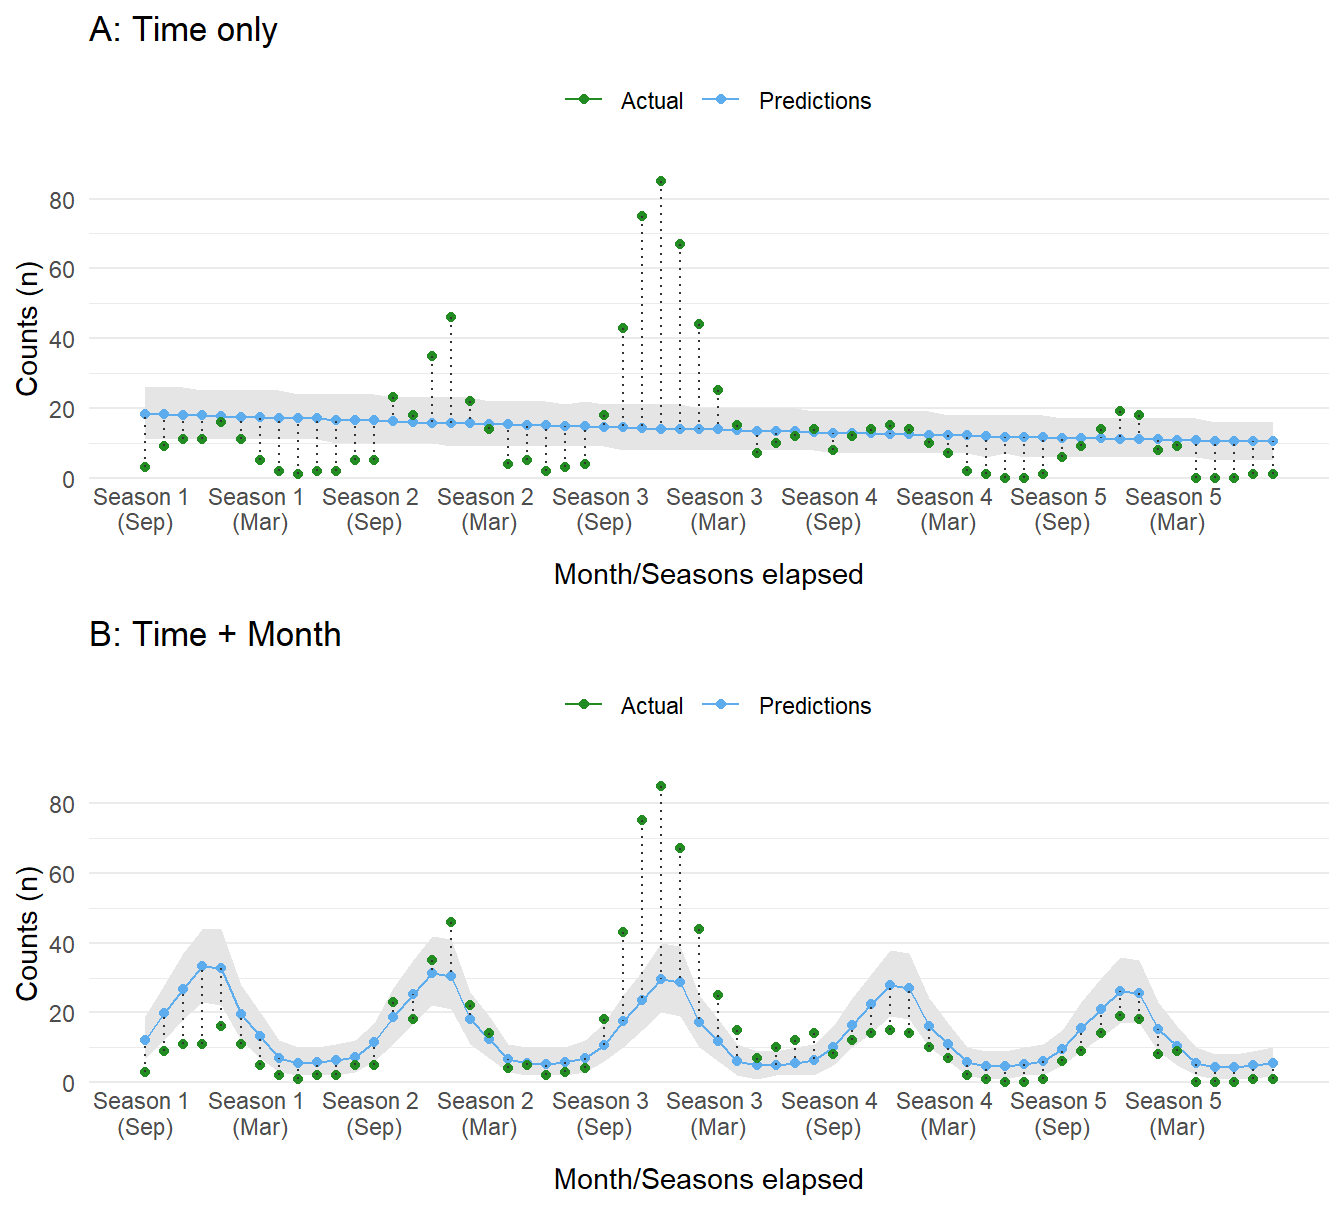 A: Time only
Actual Predictions
Counts (n)
80
60
40
20
0
Season 1 Season 1 Season 2 Season 2 Season 3 Season 3 Season 4 Season 4 Season 5 Season 5
(Sep) (Mar) (Sep) (Mar) (Sep) (Mar) (Sep) (Mar) (Sep) (Mar)
Month/Seasons elapsed
B: Time + Month
Actual Predictions
Counts (n)
80
60
40
20
0
Season 1 Season 1 Season 2 Season 2 Season 3 Season 3 Season 4 Season 4 Season 5 Season 5
(Sep) (Mar) (Sep) (Mar) (Sep) (Mar) (Sep) (Mar) (Sep) (Mar)
Month/Seasons elapsed